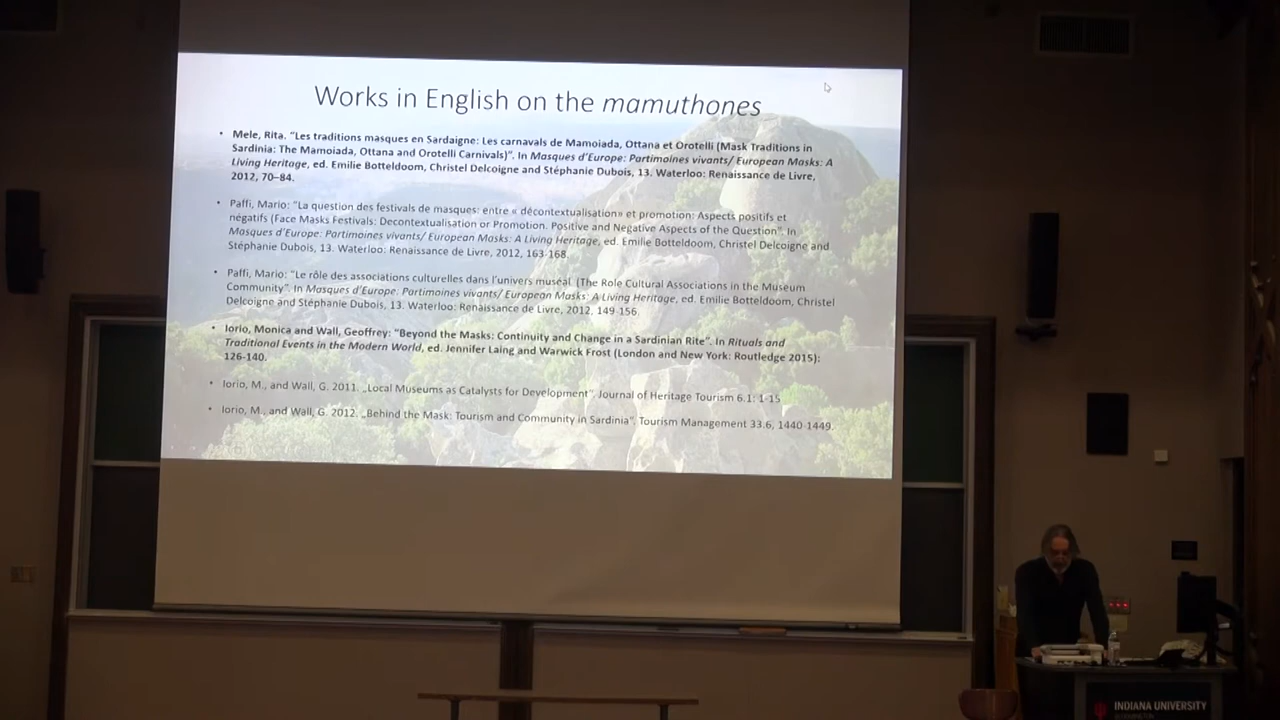 Works in English on the mamuthones
• Mele, Rita. "Les traditions masques en Sardaigne: Les carnavals de Mamoiada, Ottana et Orotelli (Mask Traditions in
Sardinia: The Mamoiada, Ottana and Orotelli Carnivals)". In Masques d'Europe: Partimoines vivants/ European Masks: A
Living Heritage, ed. Emilie Botteldoom, Christel Delcoigne and Stéphanie Dubois, 13. Waterloo: Renaissance de Livre,
2012, 70–84.
• Paffi, Mario: "La question des festivals de masques: entre « décontextualisation» et promotion: Aspects positifs et
négatifs (Face Masks Festivals: Decontextualisation or Promotion. Positive and Negative Aspects of the Question". In
Masques d'Europe: Partimoines vivants/ European Masks: A Living Heritage, ed. Emilie Botteldoom, Christel Delcoigne and
Stéphanie Dubois, 13. Waterloo: Renaissance de Livre, 2012, 163-168.
• Paffi, Mario: "Le rôle des associations culturelles dans l'univers muséal (The Role Cultural Associations in the Museum
Community". In Masques d'Europe: Partimoines vivants/ European Masks: A Living Heritage, ed. Emilie Botteldoom, Christel
Delcoigne and Stéphanie Dubois, 13. Waterloo: Renaissance de Livre, 2012, 149-156.
• Iorio, Monica and Wall, Geoffrey: "Beyond the Masks: Continuity and Change in a Sardinian Rite". In Rituals and
Traditional Events in the Modern World, ed. Jennifer Laing and Warwick Frost (London and New York: Routledge 2015):
126-140.
• Iorio, M., and Wall, G. 2011. „Local Museums as Catalysts for Development", Journal of Heritage Tourism 6.1: 1-15
• Iorio, M., and Wall, G. 2012. „Behind the Mask: Tourism and Community in Sardinia". Tourism Management 33.6, 1440-1449.
INDIANA UNIVERSITY